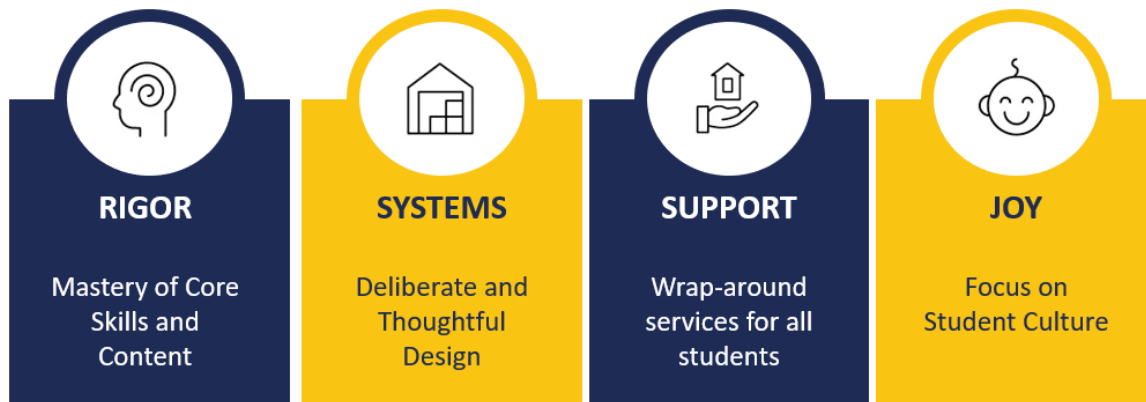 RIGOR
Mastery of Core
Skills and
Content
SYSTEMS
Deliberate and
Thoughtful
Design
SUPPORT
Wrap-around
services for all
students
JOY
Focus on
Student Culture